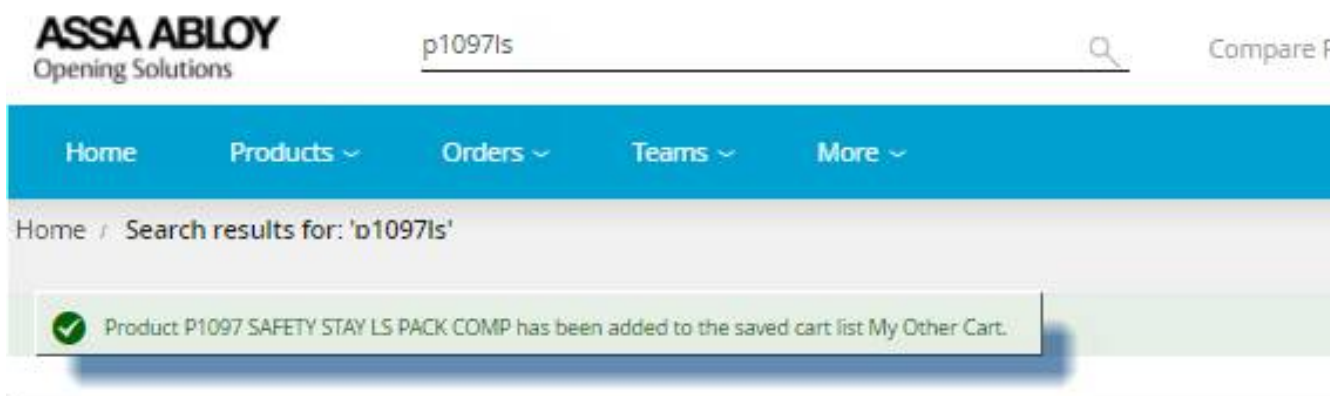 ASSA ABLOY
Opening Solutions
p1097ls
Compare
Home Products Orders Teams More
Home / Search results for: 'p1097ls'
Product P1097 SAFETY STAY LS PACK COMP has been added to the saved cart list My Other Cart.